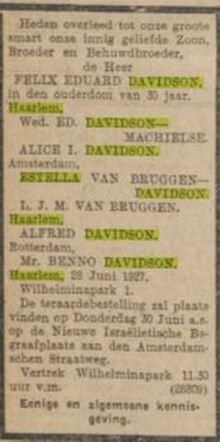 Heden overleed tot onze groote
smart onze innig geliefde Zoon,
Broeder en Behuwdbroeder,
de Heer
FELIX EDUARD DAVIDSON,
in den ouderdom van 30 jaar.
Haarlem,
Wed. ED. DAVIDSON—
MACHIELSE.
ALICE I. DAVIDSON.
Amsterdam,
ESTELLA VAN BRUGGEN—
DAVIDSON.
L. J. M. VAN BRUGGEN.
Haarlem,
ALFRED DAVIDSON.
Rotterdam,
Mr. BENNO DAVIDSON.
Haarlem, 28 Juni 1927.
Wilhelminapark 1.
De teraardebestelling zal plaats
vinden op Donderdag 30 Juni a.s.
op de Nieuwe Israëlietische Be-
graafplaats aan den Amsterdam-
schen Straatweg.
Vertrek Wilhelminapark 11.30
uur v.m. (26809)
Eenige en algemeene kennis-
geving.